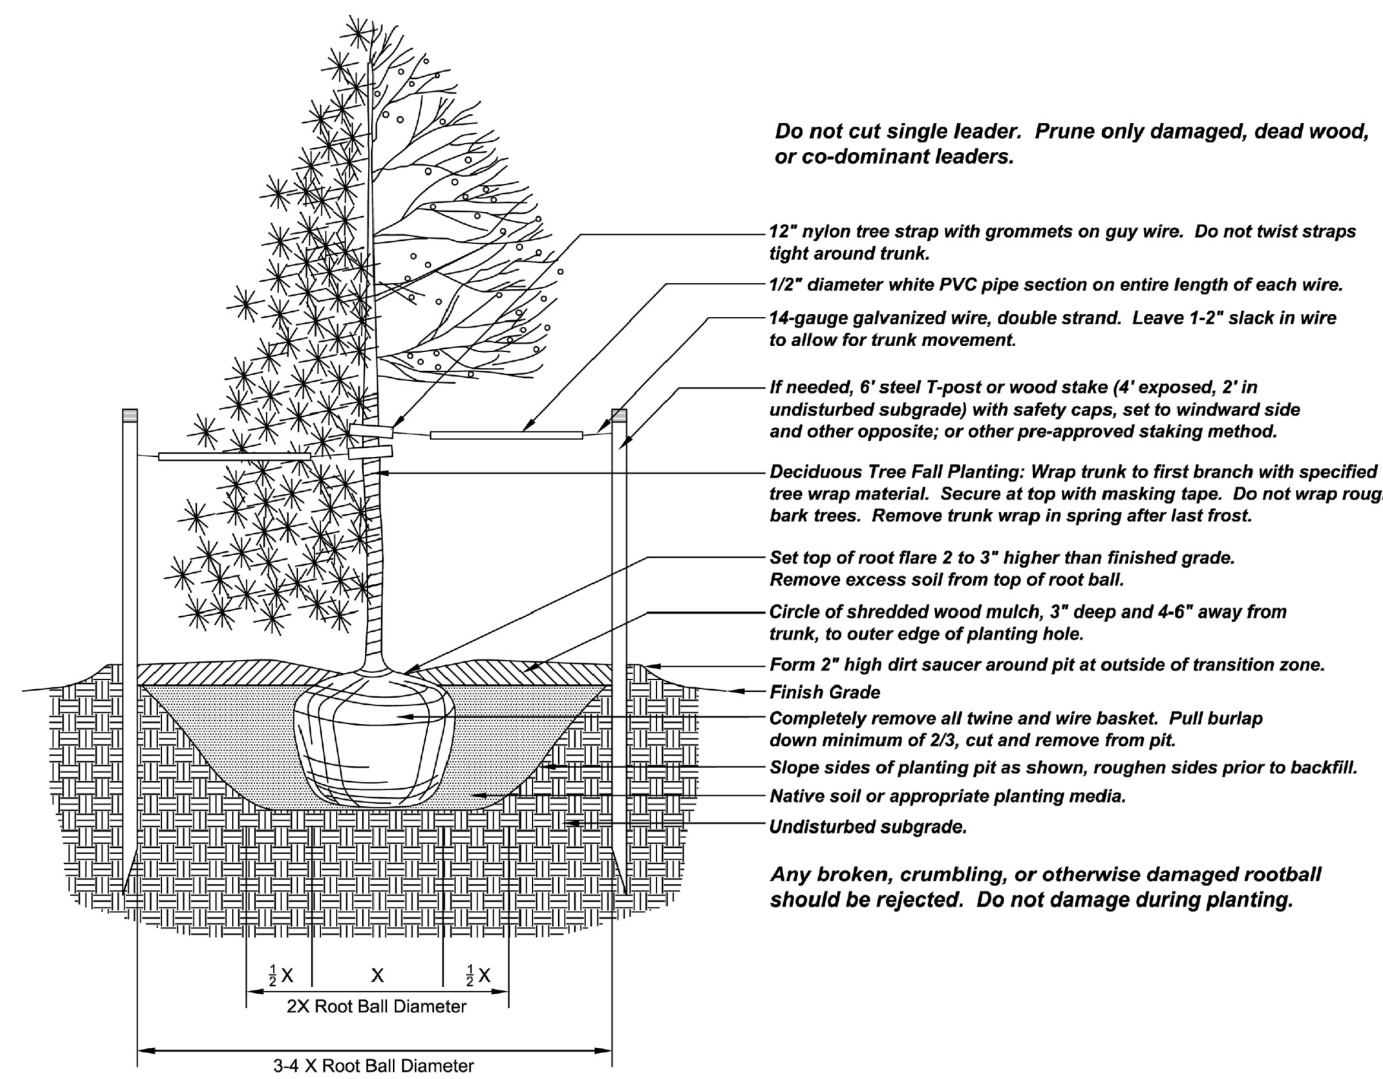 Do not cut single leader. Prune only damaged, dead wood,
or co-dominant leaders.
12" nylon tree strap with grommets on guy wire. Do not twist straps
tight around trunk.
1/2" diameter white PVC pipe section on entire length of each wire.
14-gauge galvanized wire, double strand. Leave 1-2" slack in wire
to allow for trunk movement.
If needed, 6' steel T-post or wood stake (4' exposed, 2' in
undisturbed subgrade) with safety caps, set to windward side
and other opposite; or other pre-approved staking method.
Deciduous Tree Fall Planting: Wrap trunk to first branch with specified
tree wrap material. Secure at top with masking tape. Do not wrap roug
bark trees. Remove trunk wrap in spring after last frost.
Set top of root flare 2 to 3" higher than finished grade.
Remove excess soil from top of root ball.
Circle of shredded wood mulch, 3" deep and 4-6" away from
trunk, to outer edge of planting hole.
Form 2" high dirt saucer around pit at outside of transition zone.
Finish Grade
Completely remove all twine and wire basket. Pull burlap
down minimum of 2/3, cut and remove from pit.
Slope sides of planting pit as shown, roughen sides prior to backfill.
Native soil or appropriate planting media.
Undisturbed subgrade.
Any broken, crumbling, or otherwise damaged rootball
should be rejected. Do not damage during planting.
½ X X ½ X
2X Root Ball Diameter
3-4 X Root Ball Diameter